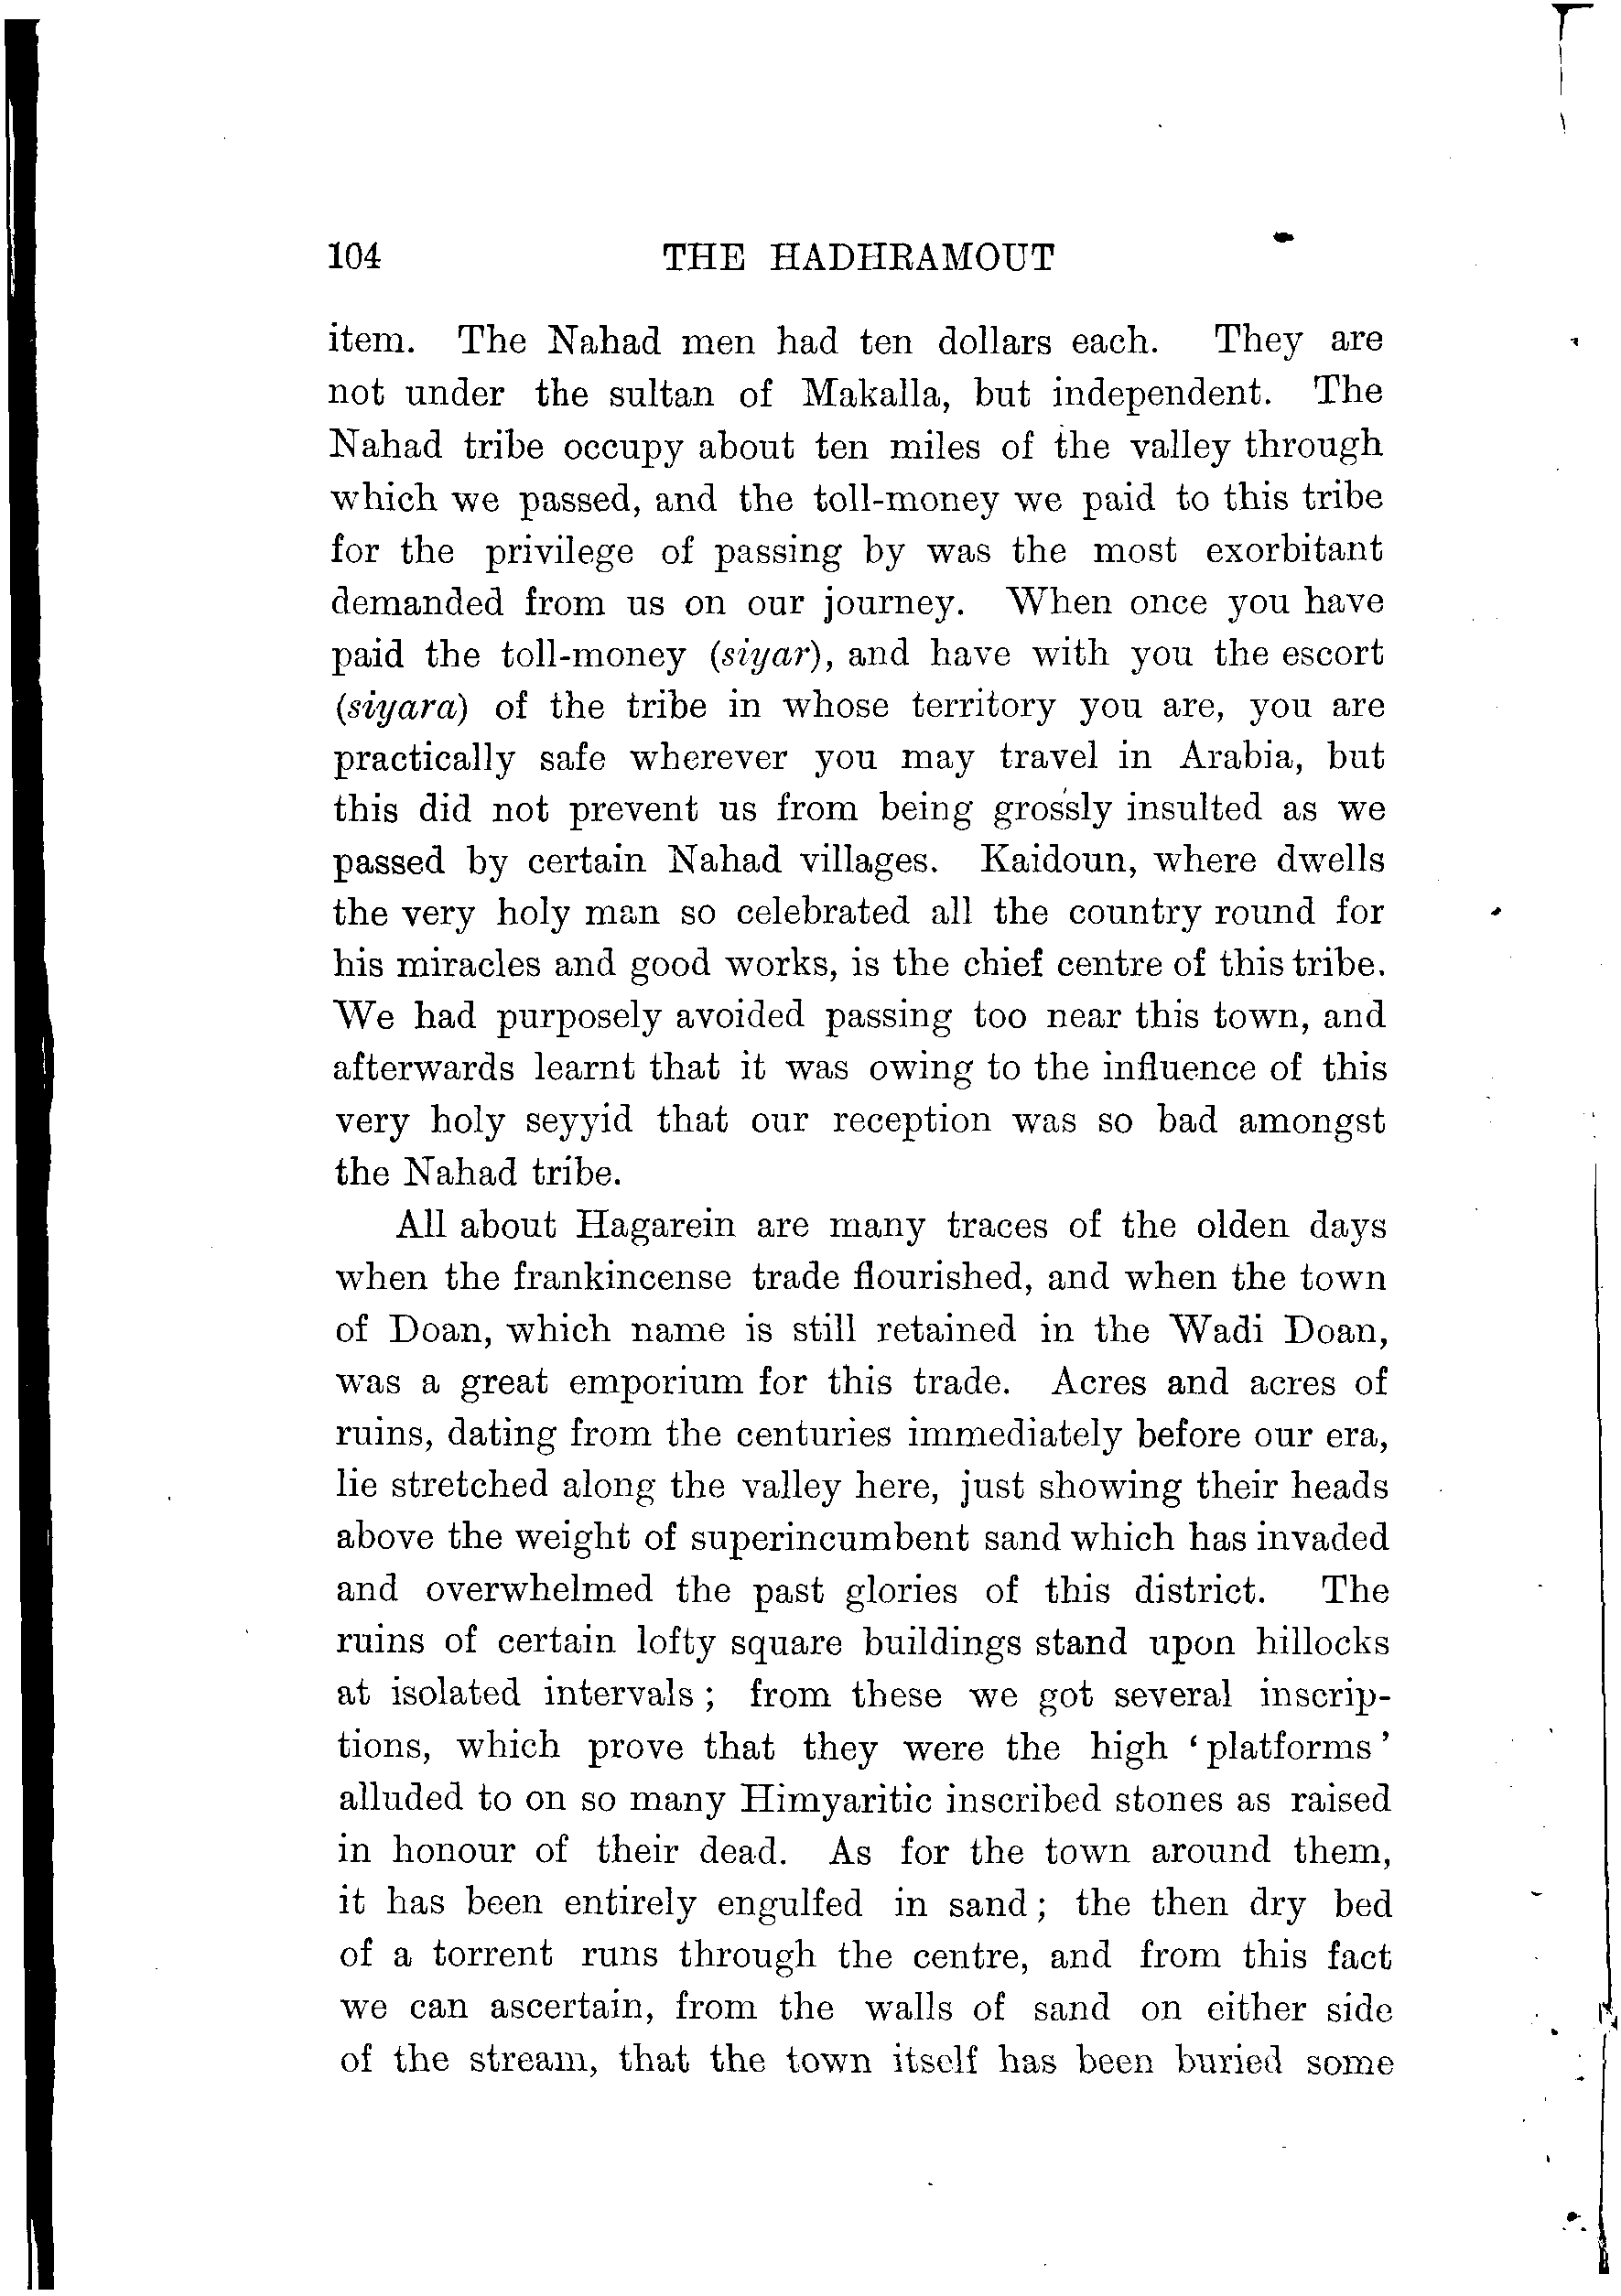 104 THE HADHRAMOUT
item. The Nahad men had ten dollars each. They are
not under the sultan of Makalla, but independent. The
Nahad tribe occupy about ten miles of the valley through
which we passed, and the toll-money we paid to this tribe
for the privilege of passing by was the most exorbitant
demanded from us on our journey. When once you have
paid the toll-money (siyar), and have with you the escort
(siyara) of the tribe in whose territory you are, you are
practically safe wherever you may travel in Arabia, but
this did not prevent us from being grossly insulted as we
passed by certain Nahad villages. Kaidoun, where dwells
the very holy man so celebrated all the country round for
his miracles and good works, is the chief centre of this tribe.
We had purposely avoided passing too near this town, and
afterwards learnt that it was owing to the influence of this
very holy seyyid that our reception was so bad amongst
the Nahad tribe.
All about Hagarein are many traces of the olden days
when the frankincense trade flourished, and when the town
of Doan, which name is still retained in the Wadi Doan,
was a great emporium for this trade. Acres and acres of
ruins, dating from the centuries immediately before our era,
lie stretched along the valley here, just showing their heads
above the weight of superincumbent sand which has invaded
and overwhelmed the past glories of this district. The
ruins of certain lofty square buildings stand upon hillocks
at isolated intervals; from these we got several inscrip-
tions, which prove that they were the high ‘platforms’
alluded to on so many Himyaritic inscribed stones as raised
in honour of their dead. As for the town around them,
it has been entirely engulfed in sand; the then dry bed
of a torrent runs through the centre, and from this fact
we can ascertain, from the walls of sand on either side
of the stream, that the town itself has been buried some